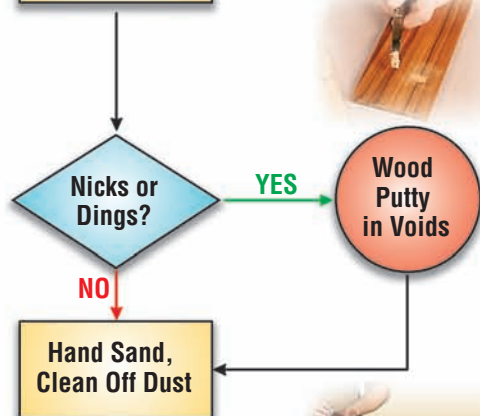 Nicks or
Dings?
YES
Wood
Putty
in Voids
NO
Hand Sand,
Clean Off Dust